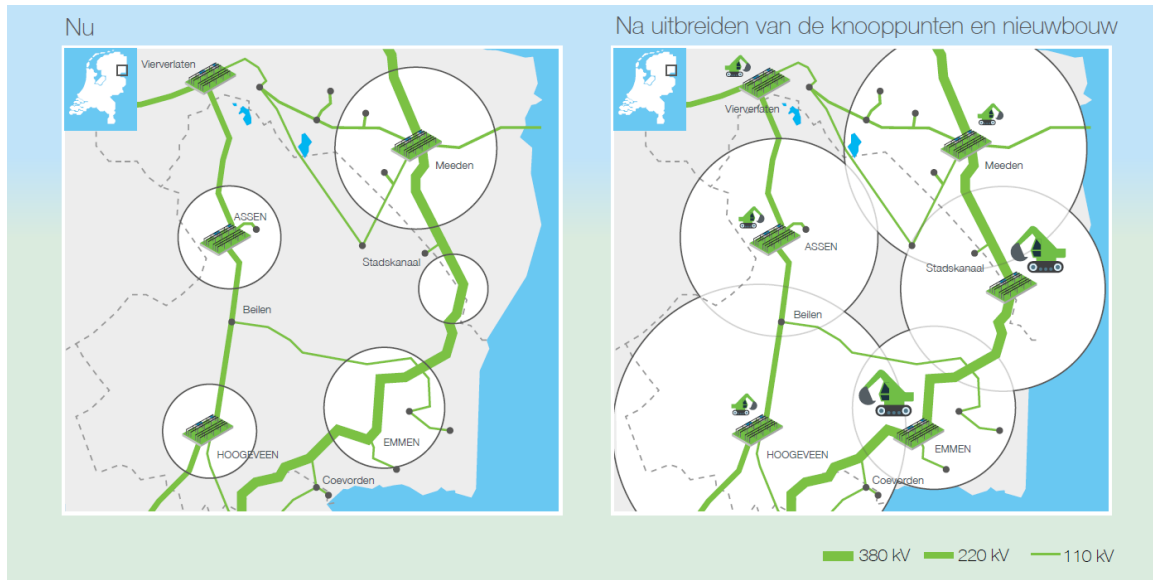 Nu
Vierverlaten
Meeden
ASSEN
Stadskanaal
Beilen
EMMEN
HOOGEVEEN
Coevorden
Na uitbreiden van de knooppunten en nieuwbouw
Vierverlaten
Meeden
ASSEN
Stadskanaal
Beilen
HOOGEVEEN
EMMEN
Coevorden
380 kV 220 kV 110 kV